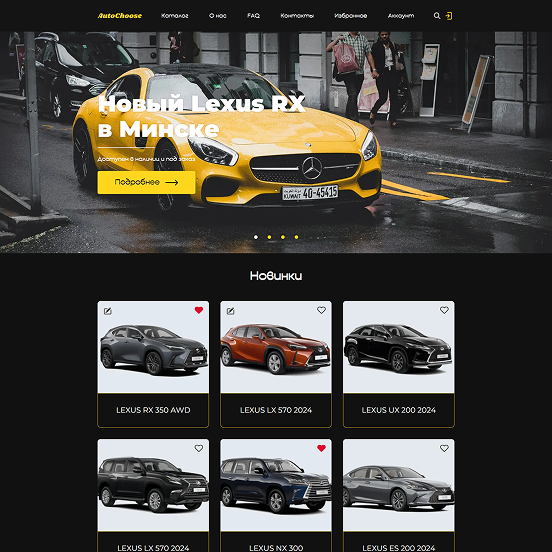 AutoChoose Каталог О нас FAQ Контакты Избранное Аккаунт
Новый Lexus RX
в Минске
Доступен в наличии и под заказ
Подробнее
KUWAIT 40-45415
Новинки
LEXUS RX 350 AWD LEXUS LX 570 2024 LEXUS UX 200 2024
LEXUS LX 570 2024 LEXUS NX 300 LEXUS ES 200 2024